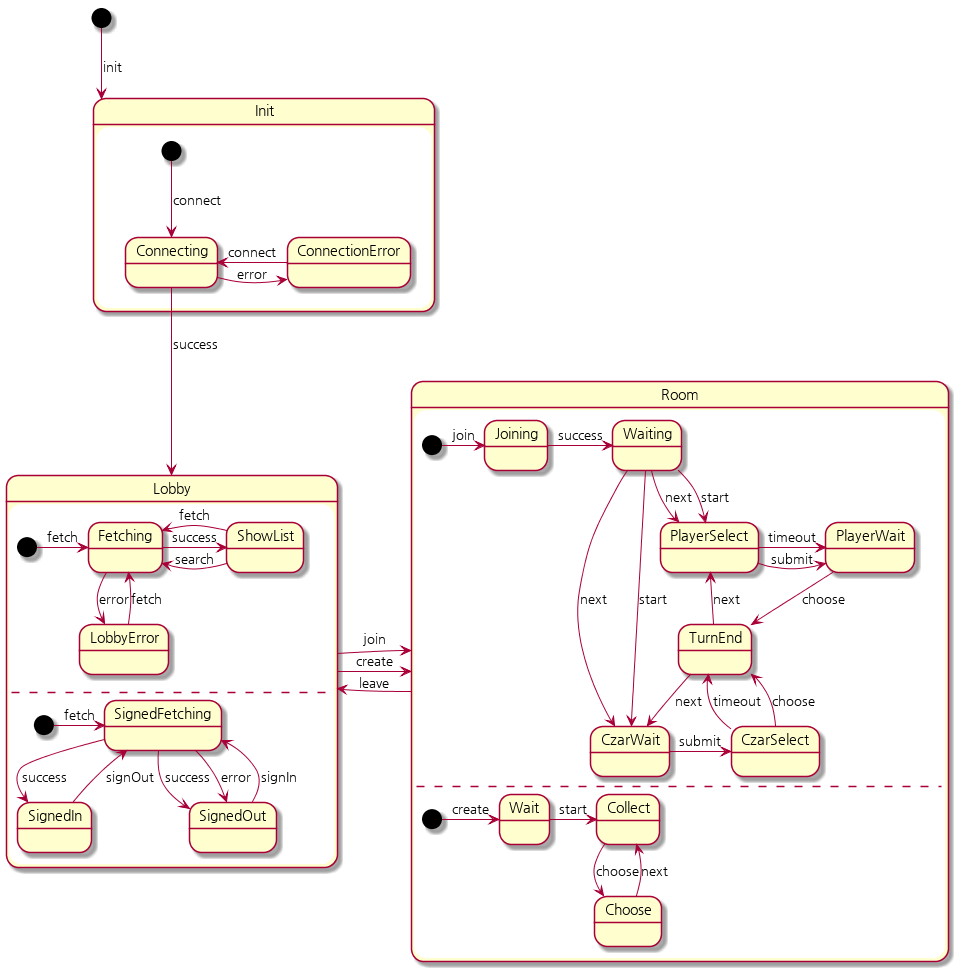 init
Init
connect
Connecting
connect
ConnectionError
error
success
Room
join
Joining
success
Waiting
next
start
PlayerSelect
timeout
PlayerWait
submit
next
start
next
choose
TurnEnd
next
timeout
choose
CzarWait
submit
CzarSelect
create
Wait
start
Collect
choose
next
Choose
Lobby
fetch
fetch
Fetching
success
ShowList
search
error
fetch
LobbyError
join
create
leave
fetch
SignedFetching
success
signOut
success
error
signIn
SignedIn
SignedOut